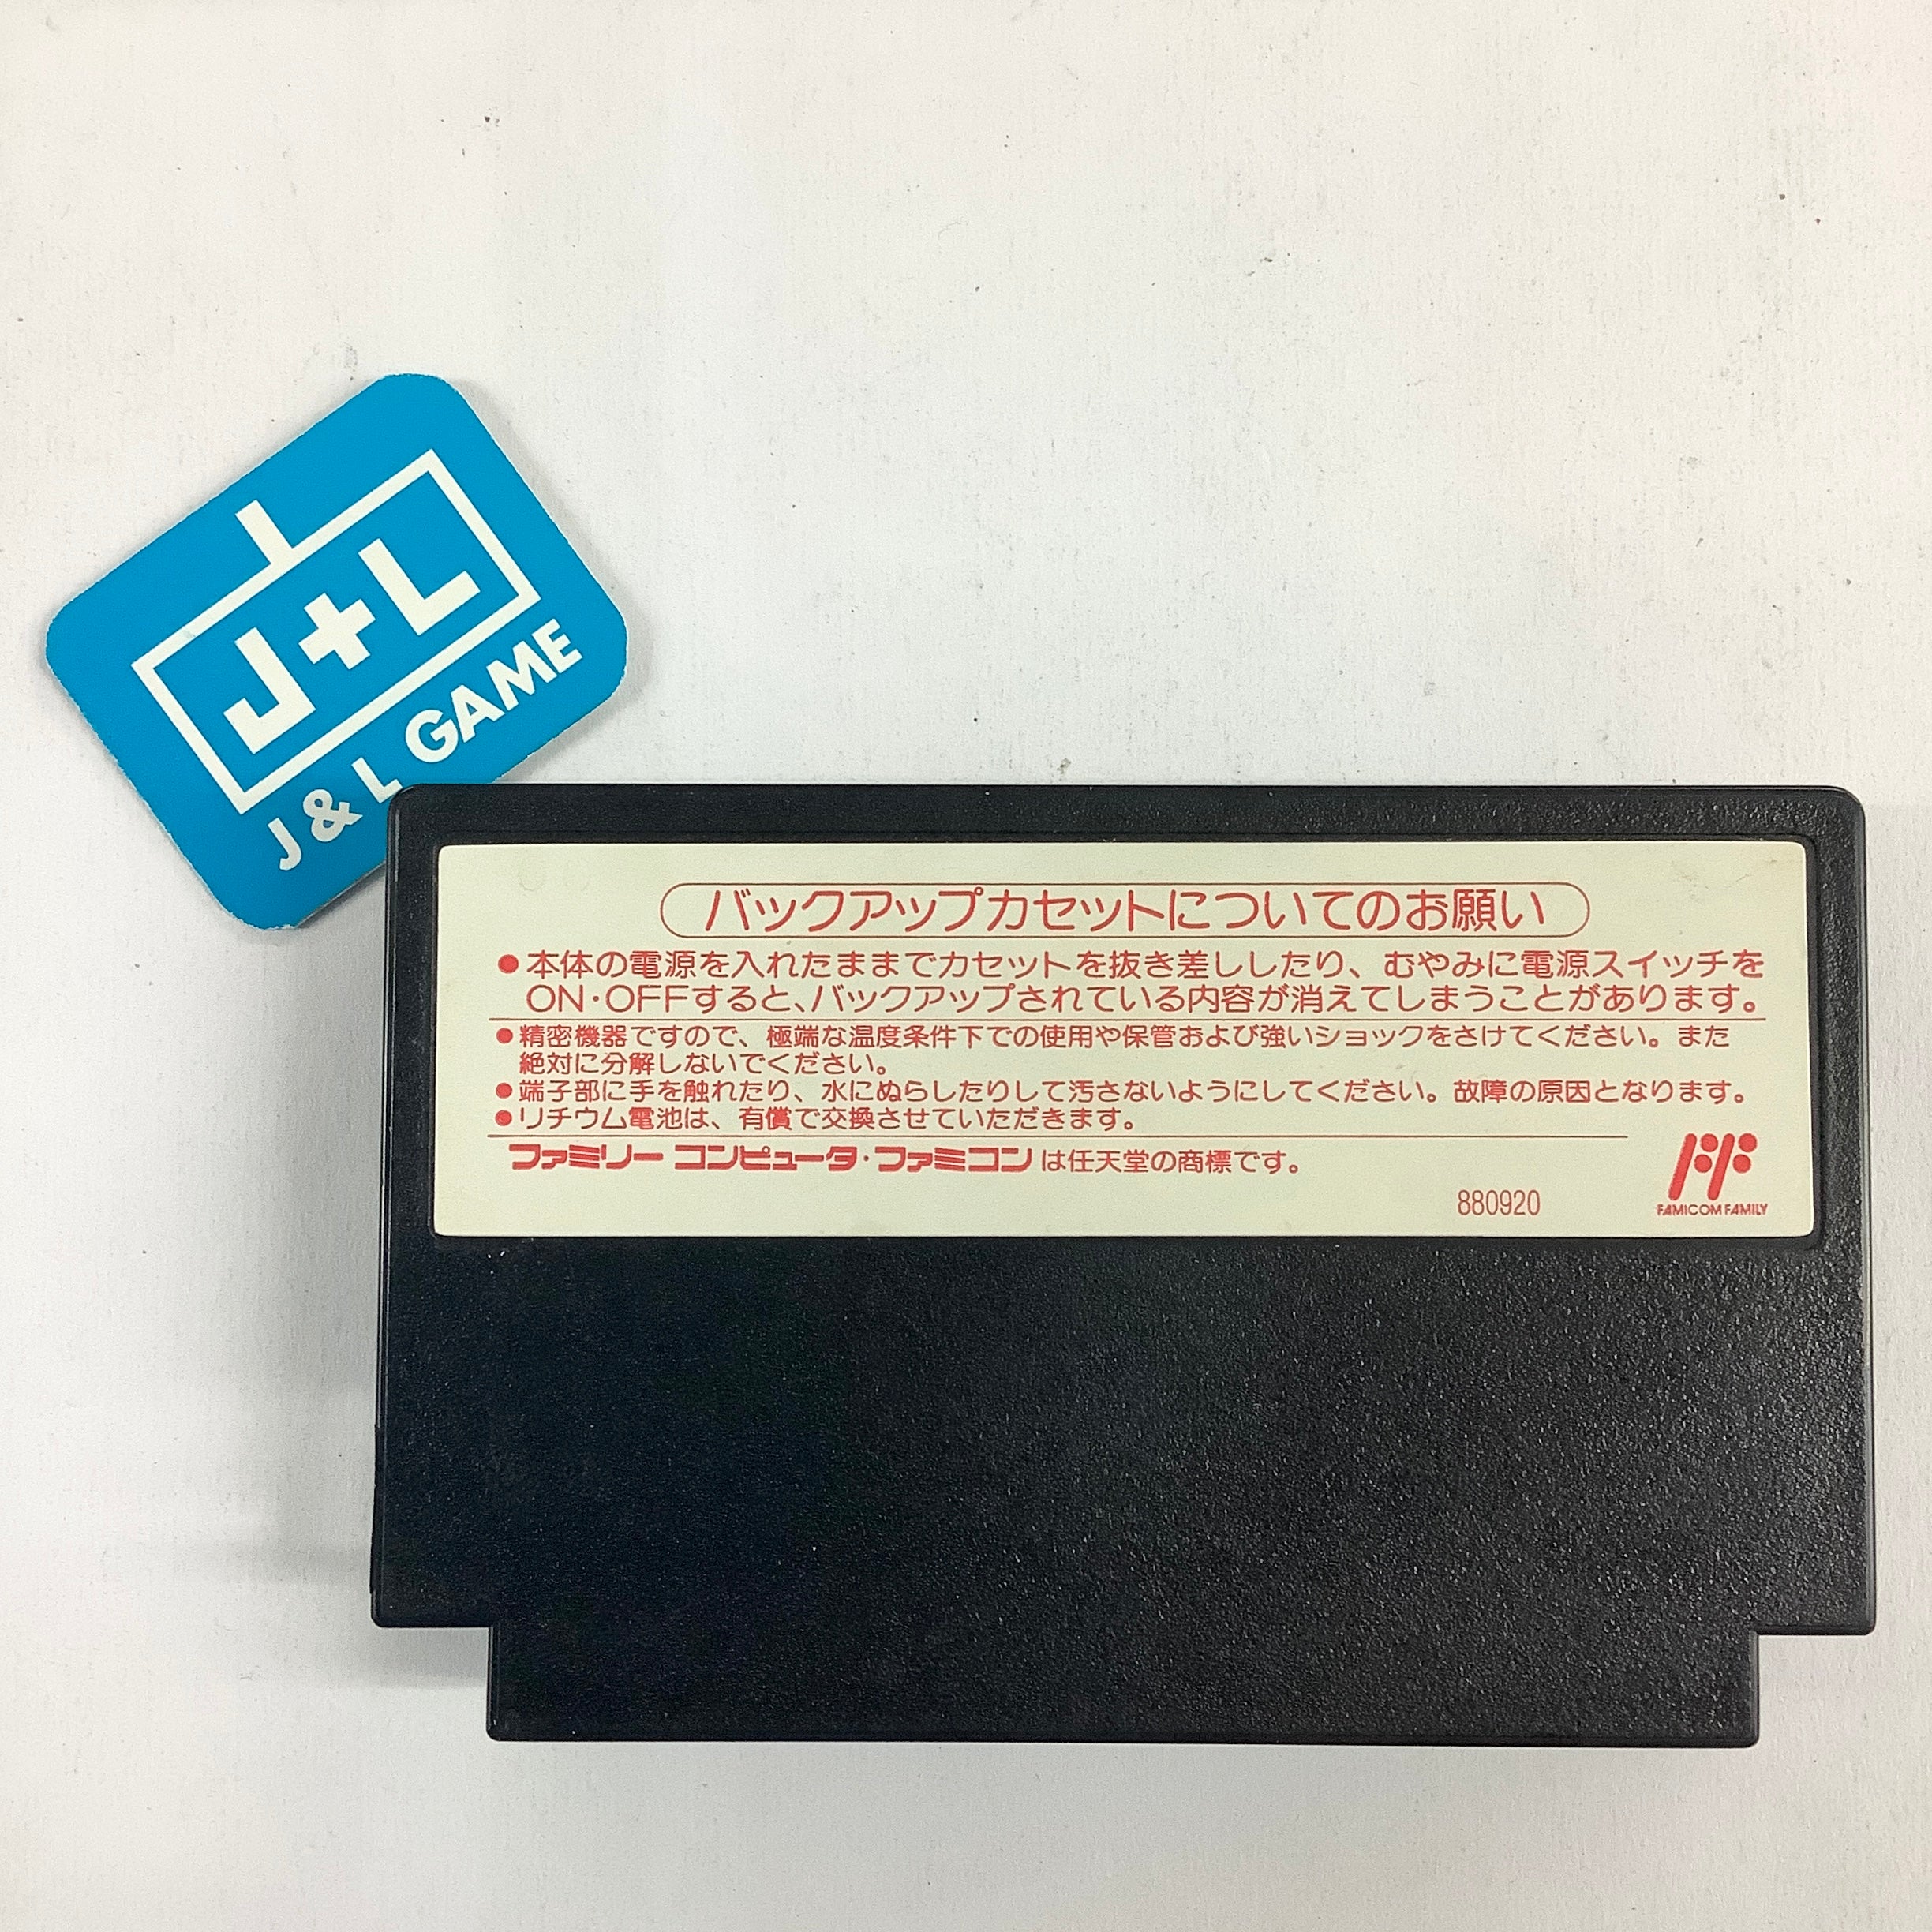 J+L
J & L GAME
バックアップカセットについてのお願い
●本体の電源を入れたままでカセットを抜き差ししたり、むやみに電源スイッチを
ON・OFFすると、バックアップされている内容が消えてしまうことがあります。
●精密機器ですので、極端な温度条件下での使用や保管および強いショックをさけてください。また
絶対に分解しないでください。
●端子部に手を触れたり、水にぬらしたりして汚さないようにしてください。故障の原因となります。
●リチウム電池は、有償で交換させていただきます。
ファミリー コンピュータ・ファミコン は任天堂の商標です。
880920
FAMICOM FAMILY